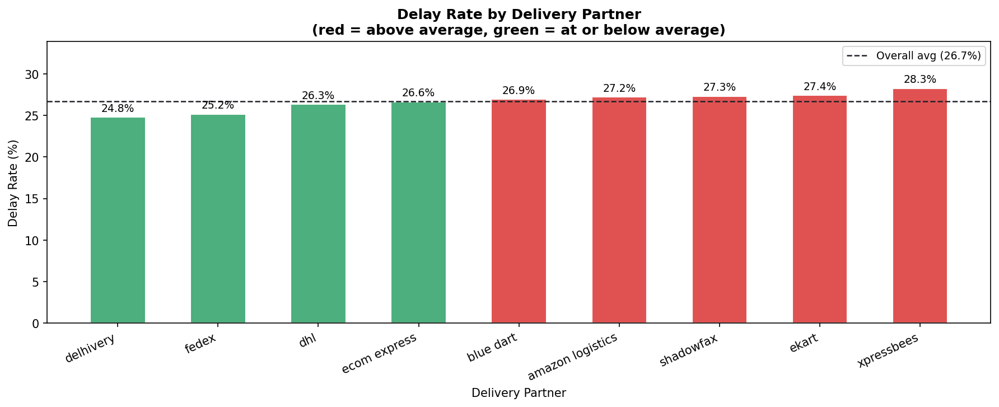 Delay Rate by Delivery Partner
(red = above average, green = at or below average)
Overall avg (26.7%)
Delay Rate (%)
30
25
20
15
10
5
0
24.8%
25.2%
26.3%
26.6%
26.9%
27.2%
27.3%
27.4%
28.3%
delhivery
fedex
dhl
ecom express
blue dart
amazon logistics
shadowfax
ekart
xpressbees
Delivery Partner